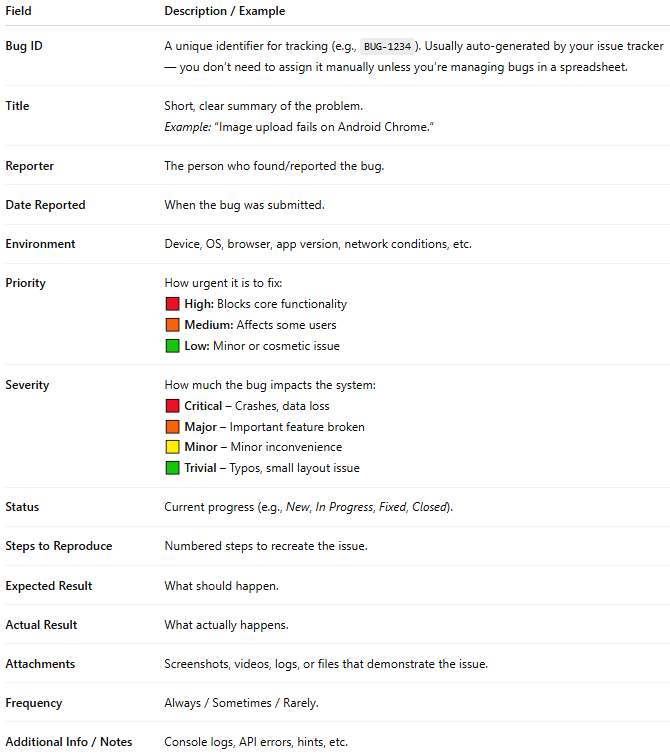 Field Description / Example
Bug ID A unique identifier for tracking (e.g., BUG-1234). Usually auto-generated by your issue tracker
— you don't need to assign it manually unless you're managing bugs in a spreadsheet.
Title Short, clear summary of the problem.
Example: “Image upload fails on Android Chrome.”
Reporter The person who found/reported the bug.
Date Reported When the bug was submitted.
Environment Device, OS, browser, app version, network conditions, etc.
Priority How urgent it is to fix:
High: Blocks core functionality
Medium: Affects some users
Low: Minor or cosmetic issue
Severity How much the bug impacts the system:
Critical – Crashes, data loss
Major – Important feature broken
Minor – Minor inconvenience
Trivial – Typos, small layout issue
Status Current progress (e.g., New, In Progress, Fixed, Closed).
Steps to Reproduce Numbered steps to recreate the issue.
Expected Result What should happen.
Actual Result What actually happens.
Attachments Screenshots, videos, logs, or files that demonstrate the issue.
Frequency Always / Sometimes / Rarely.
Additional Info / Notes Console logs, API errors, hints, etc.